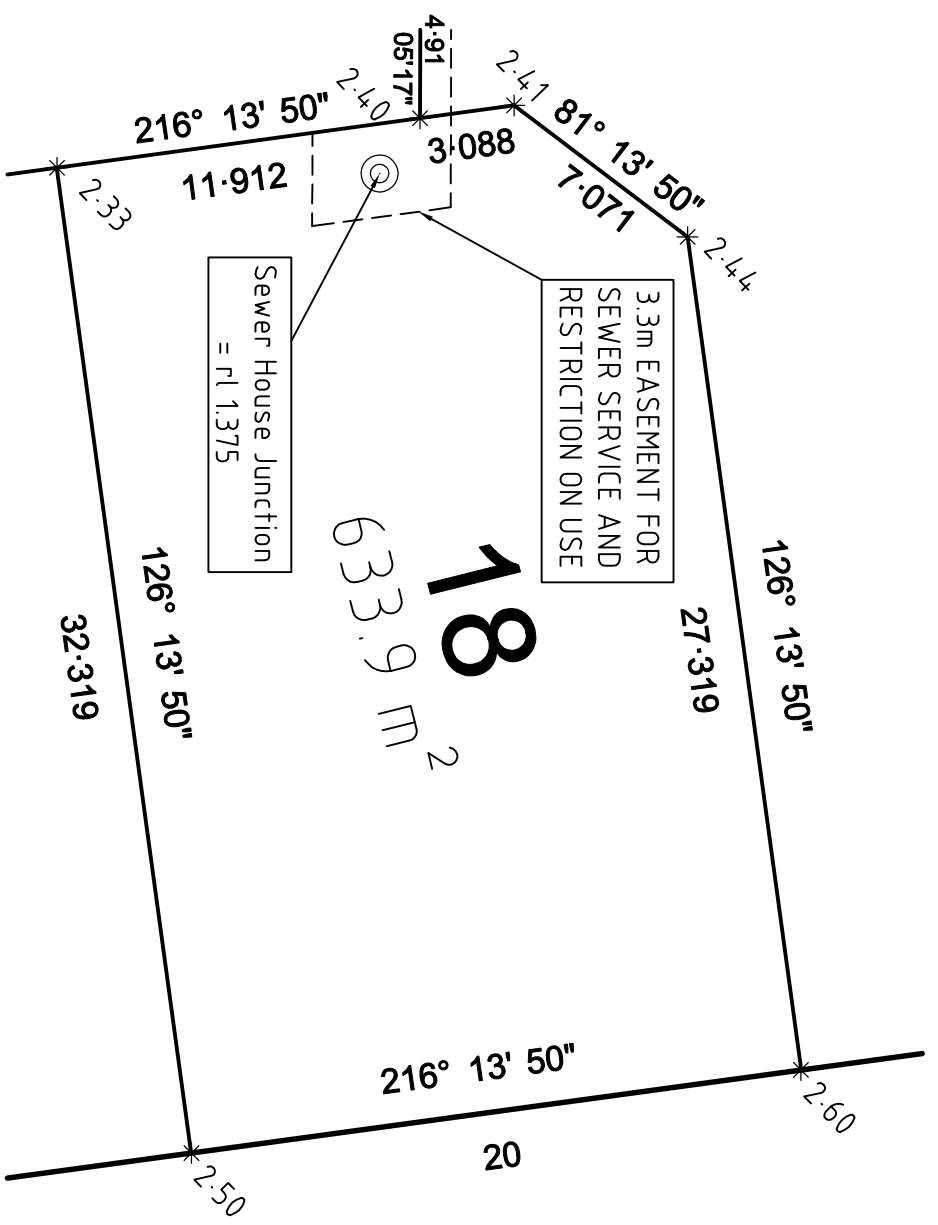 4·91
05'17"
2·41
81° 13' 50"
7·071
2·44
2·40
3·088
216° 13' 50"
11·912
2·33
3.3m EASEMENT FOR
SEWER SERVICE AND
RESTRICTION ON USE
Sewer House Junction
= rl 1.375
18
633.9 m²
126° 13' 50"
27·319
126° 13' 50"
32·319
216° 13' 50"
20
2·60
2·50